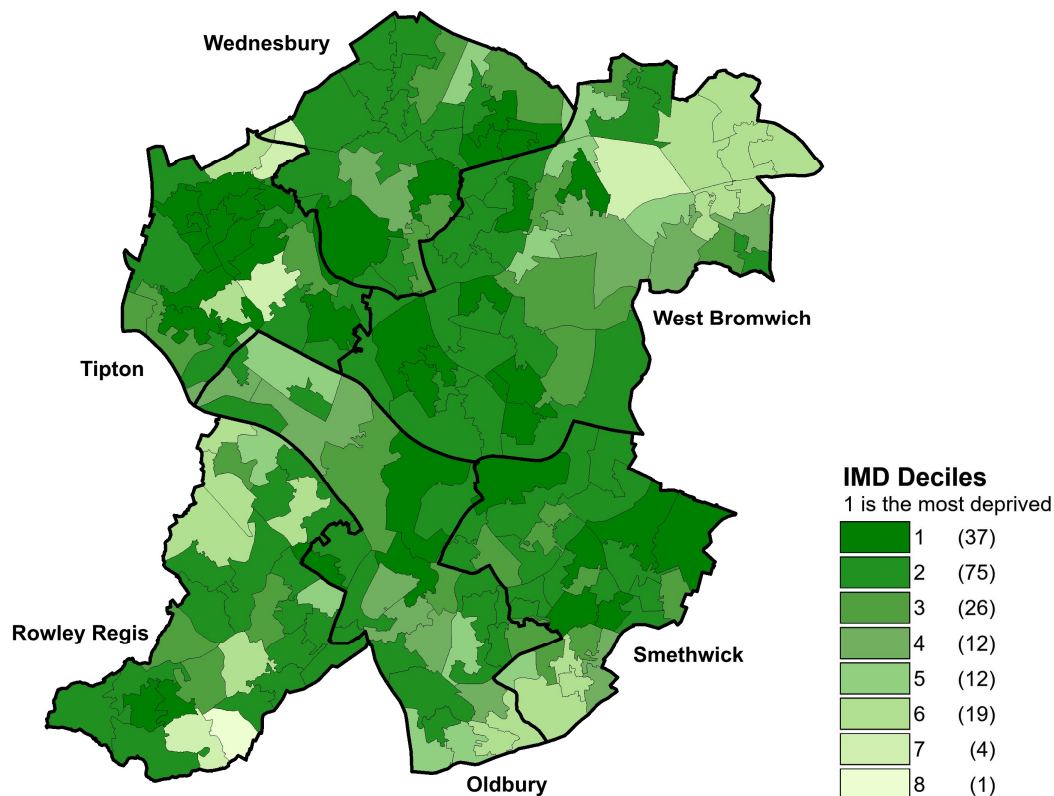 Wednesbury
West Bromwich
Tipton
Rowley Regis
Smethwick
Oldbury
IMD Deciles
1 is the most deprived
1 (37)
2 (75)
3 (26)
4 (12)
5 (12)
6 (19)
7 (4)
8 (1)